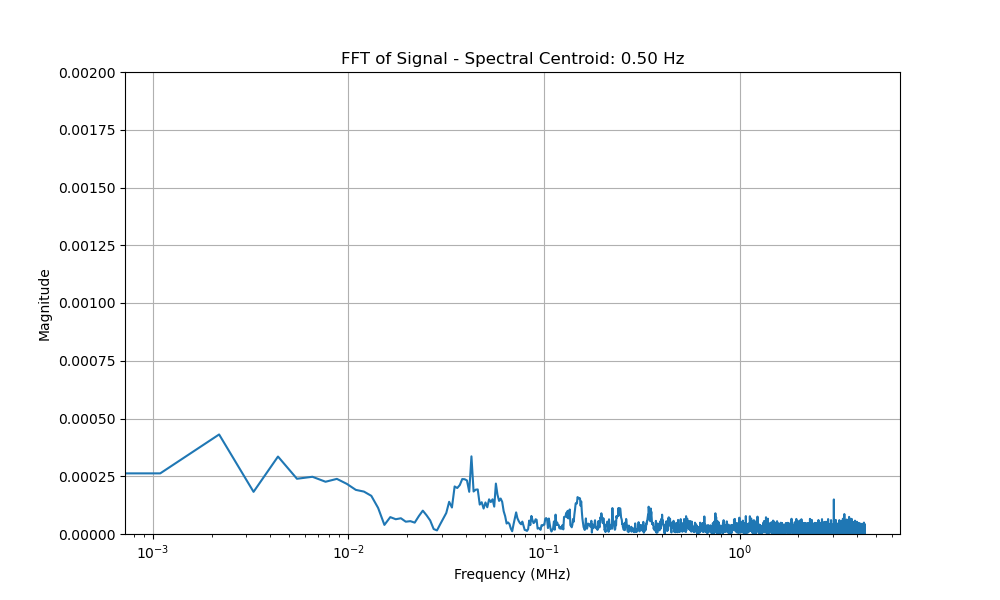 FFT of Signal - Spectral Centroid: 0.50 Hz
0.00200
0.00175
0.00150
0.00125
0.00100
0.00075
0.00050
0.00025
0.00000
Magnitude
10⁻³ 10⁻² 10⁻¹ 10⁰
Frequency (MHz)